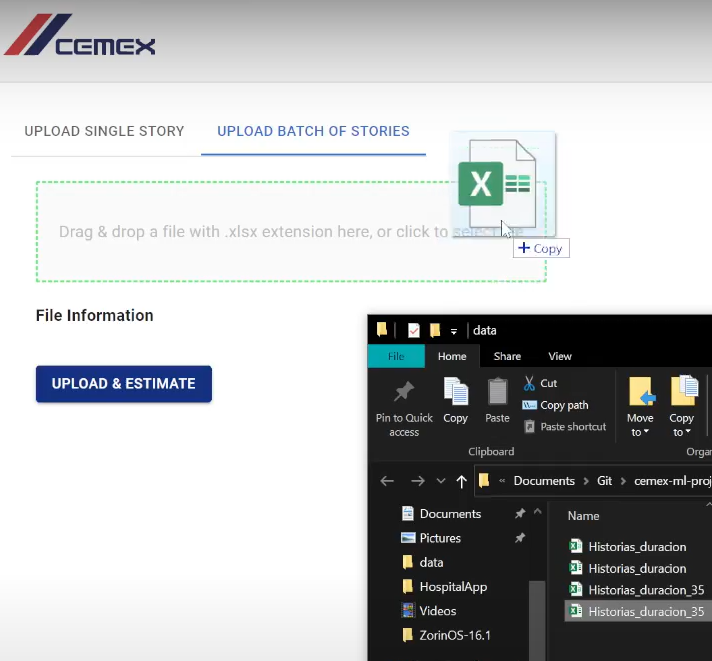 CEMEX
UPLOAD SINGLE STORY
UPLOAD BATCH OF STORIES
X
Drag & drop a file with .xlsx extension here, or click to select
+ Copy
File Information
UPLOAD & ESTIMATE
data
File
Home
Share
View
Pin to Quick
access
Copy
Paste
Cut
Copy path
Paste shortcut
Move
to
Copy
to
Clipboard
Organ
« Documents > Git > cemex-ml-proj
Documents
Pictures
data
HospitalApp
Videos
ZorinOS-16.1
Name
Historias_duracion
Historias_duracion
Historias_duracion_35
Historias_duracion_35